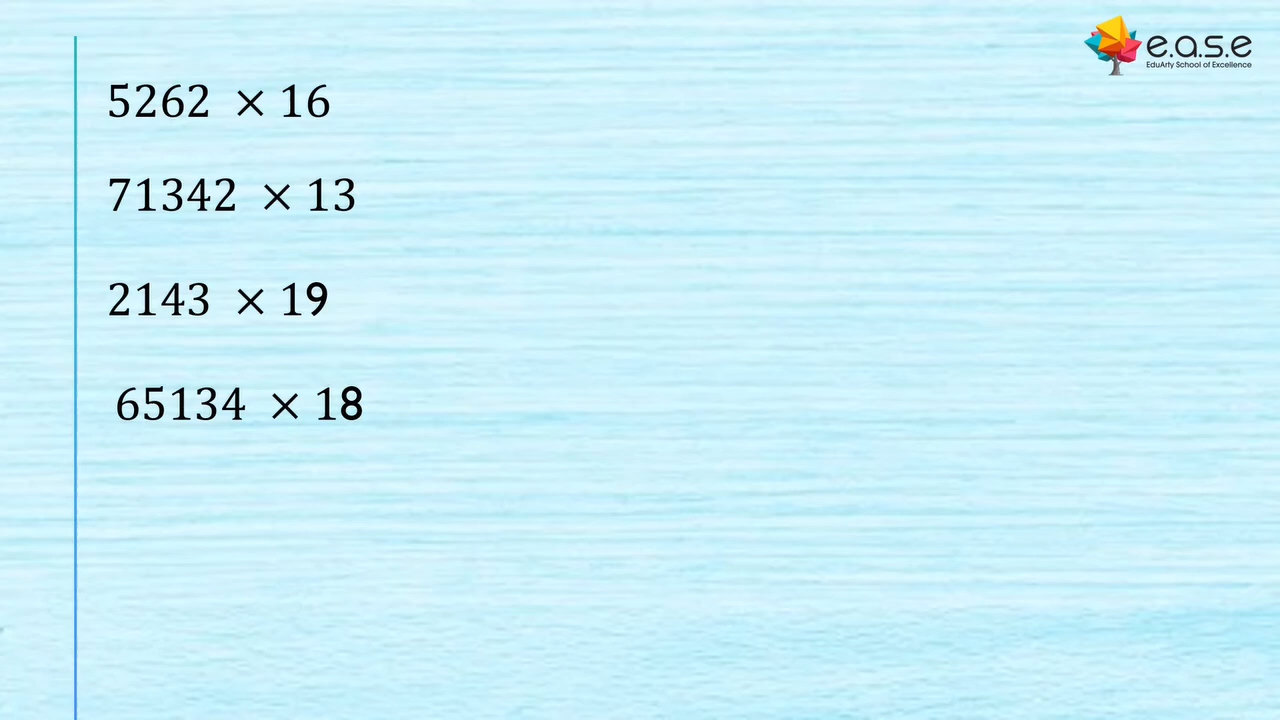 e.a.s.e
EduArty School of Excellence
5262 × 16
71342 × 13
2143 × 19
65134 × 18